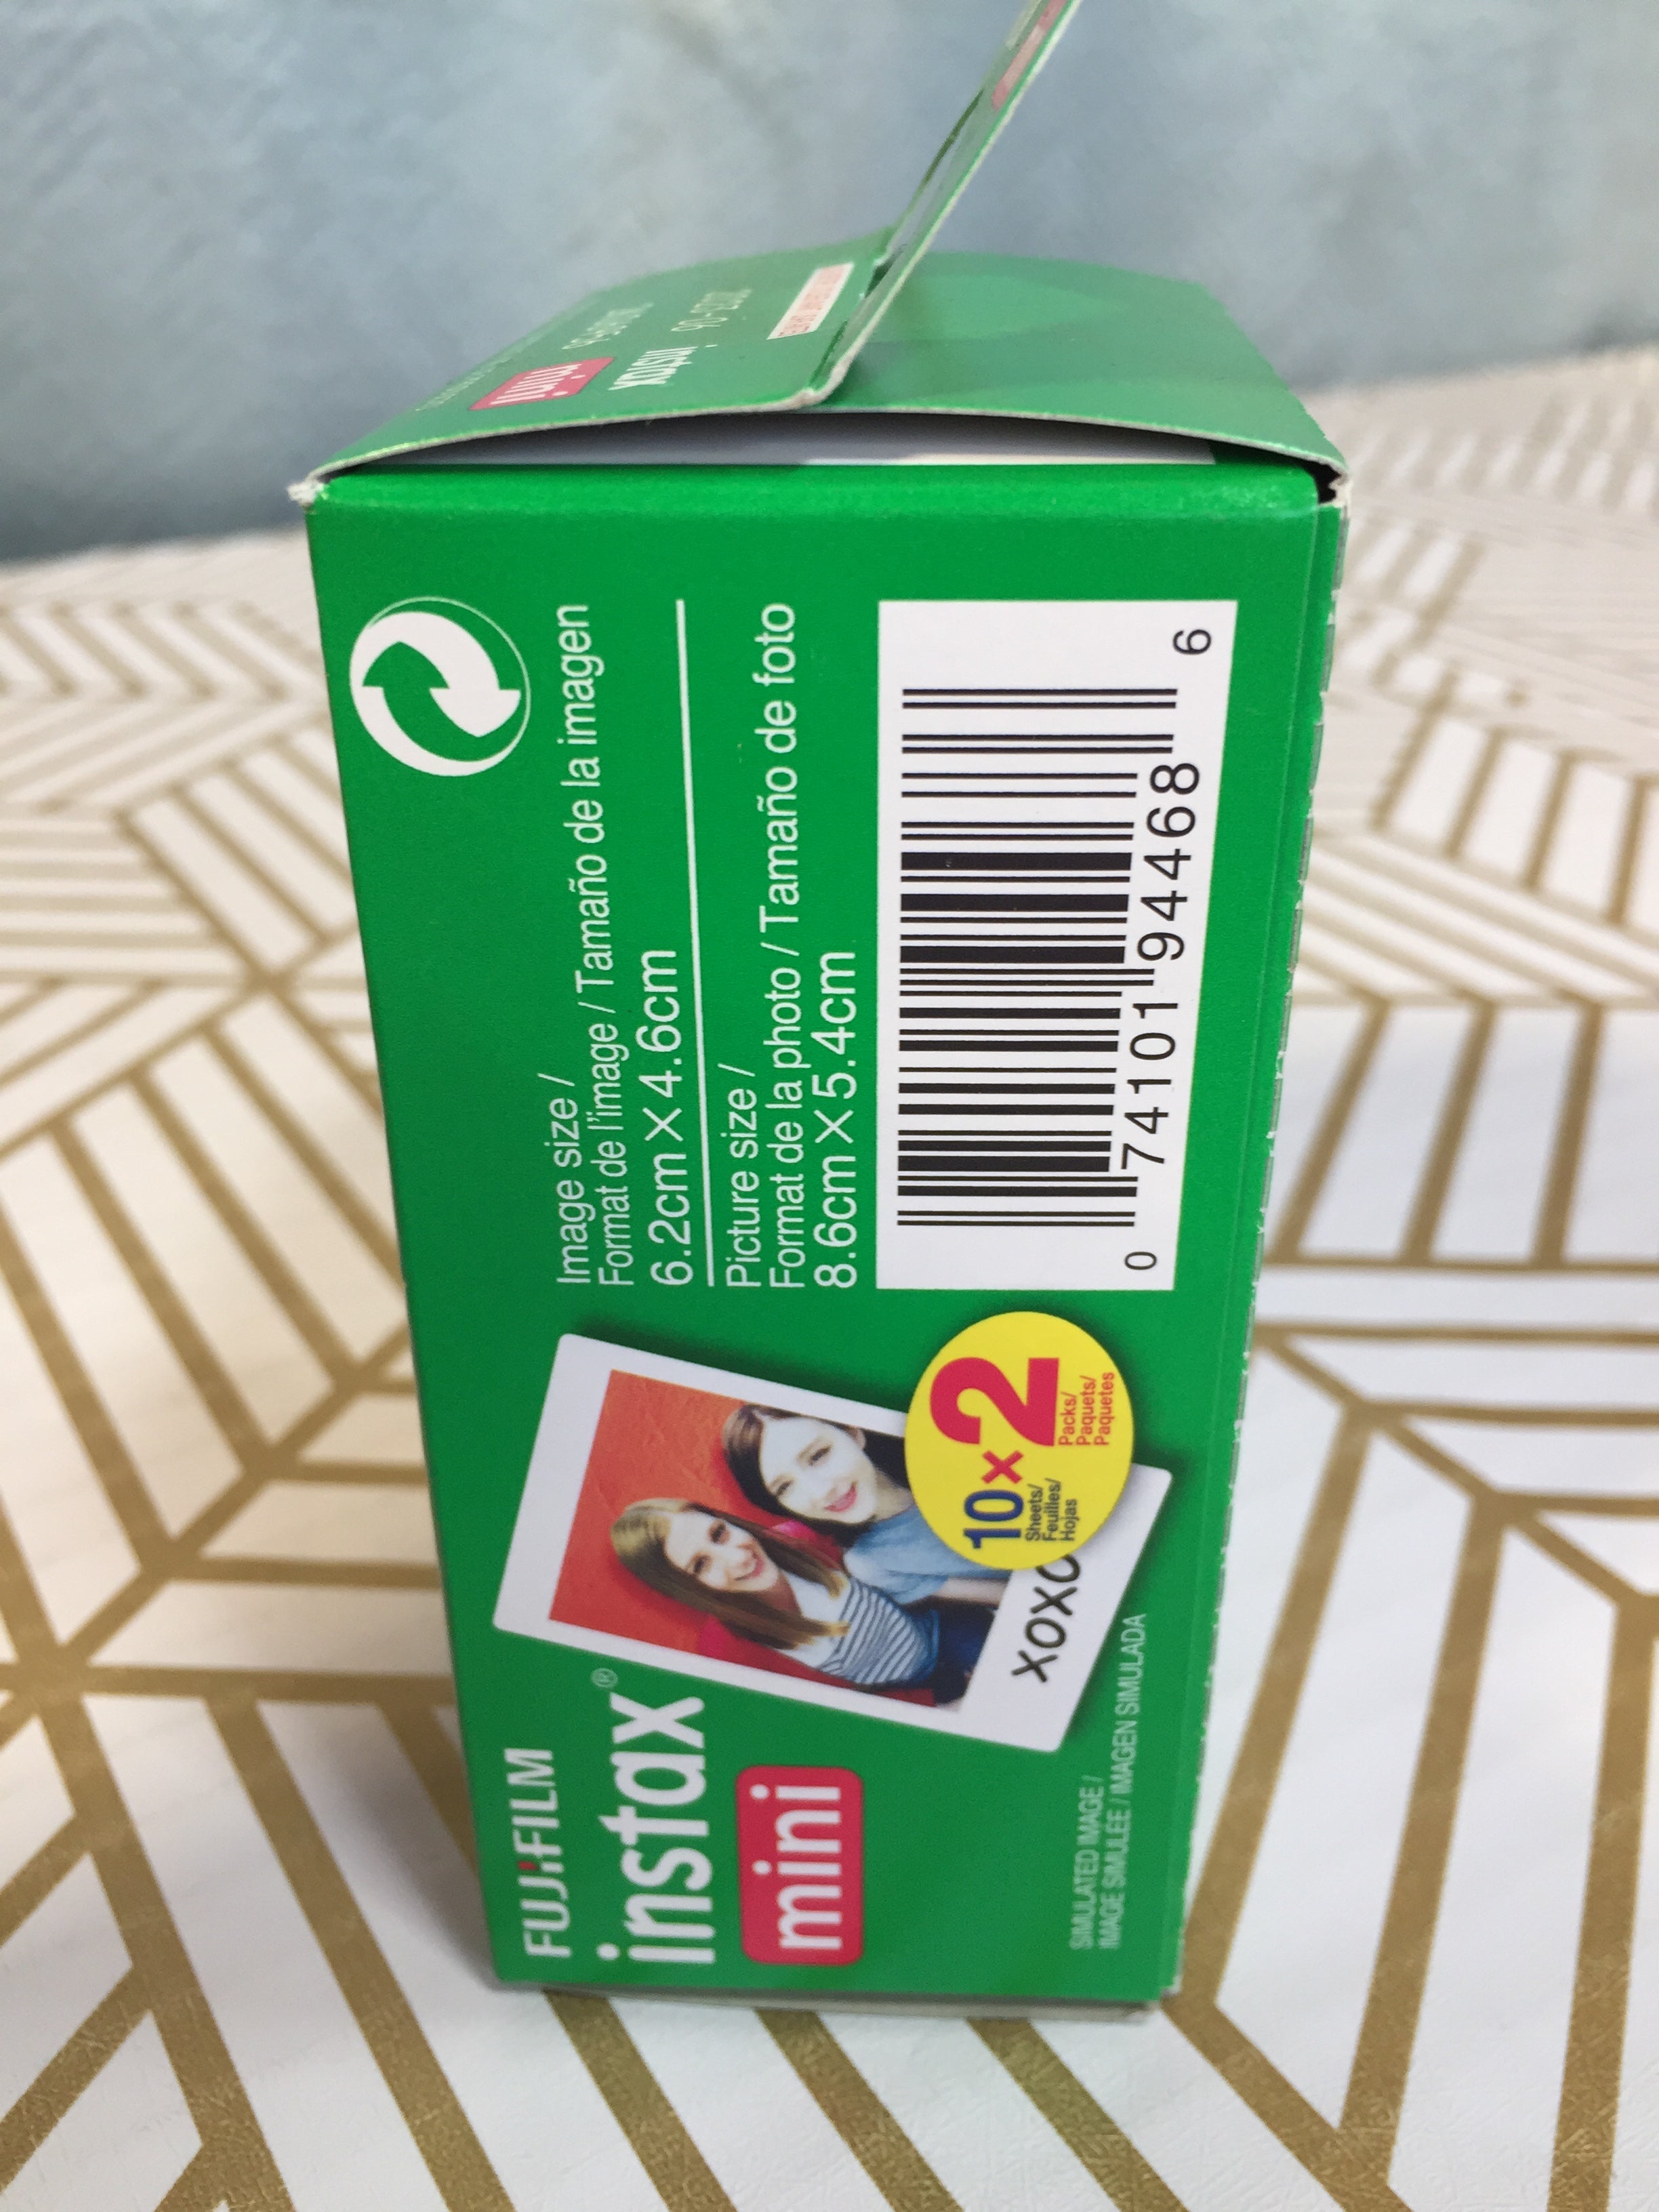 FUJIFILM
instax®
mini
xoxo
10×2
Sheets/
Feuilles/
Hojas
Packs/
Paquets/
Paquetes
SIMULATED IMAGE /
IMAGE SIMULÉE / IMAGEN SIMULADA
Image size /
Format de l'image / Tamaño de la imagen
6.2cm×4.6cm
Picture size /
Format de la photo / Tamaño de foto
8.6cm×5.4cm
0 74101 94468 6
instax
mini